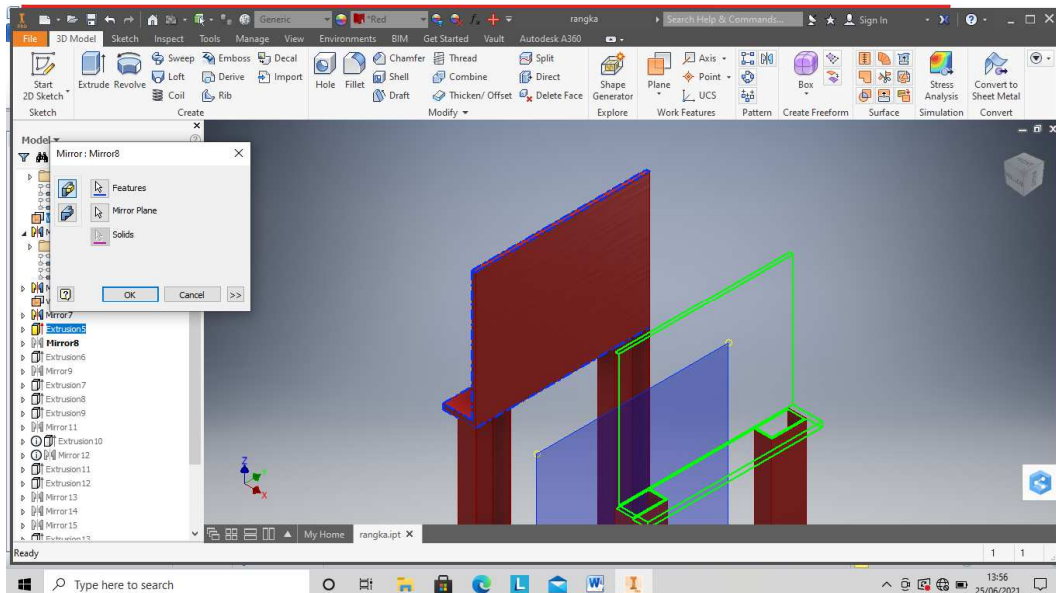 Generic
*Red
rangka
Search Help & Commands...
Sign In
File 3D Model Sketch Inspect Tools Manage View Environments BIM Get Started Vault Autodesk A360
Start 2D Sketch
Extrude
Revolve
Sweep
Emboss
Decal
Loft
Derive
Import
Coil
Rib
Hole
Fillet
Chamfer
Thread
Split
Shell
Combine
Direct
Draft
Thicken/ Offset
Delete Face
Shape Generator
Plane
Axis
Point
UCS
Box
Stress Analysis
Convert to Sheet Metal
Sketch
Create
Modify
Explore
Work Features
Pattern
Create Freeform
Surface
Simulation
Convert
Model
Mirror : Mirror8
Features
Mirror Plane
Solids
OK
Cancel
>>
Mirror7
Extrusion5
Mirror8
Extrusion6
Mirror9
Extrusion7
Extrusion8
Extrusion9
Mirror11
Extrusion10
Mirror12
Extrusion11
Extrusion12
Mirror13
Mirror14
Mirror15
Extrusion13
Z
X
My Home
rangka.ipt
Ready
1 1
Type here to search
13:56
25/06/2021